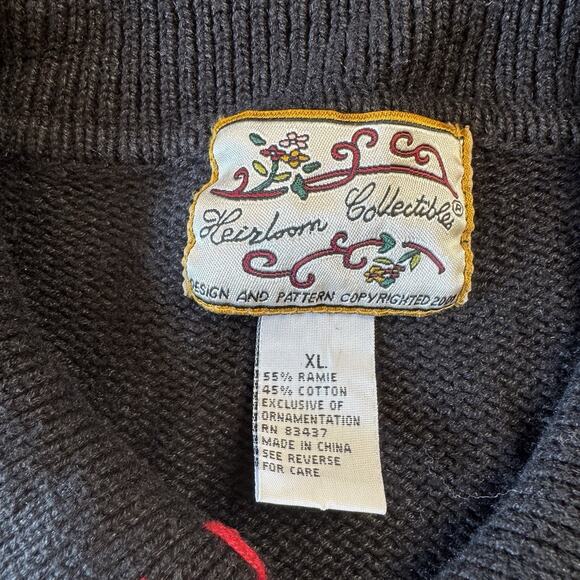 Heirloom Collectibles®
DESIGN AND PATTERN COPYRIGHTED
XL.
55% RAMIE
45% COTTON
EXCLUSIVE OF
ORNAMENTATION
RN 83437
MADE IN CHINA
SEE REVERSE
FOR CARE